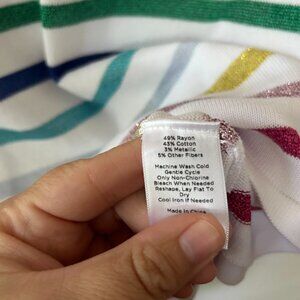 49% Rayon
43% Cotton
3% Metallic
5% Other Fibers
Machine Wash Cold
Gentle Cycle
Only Non-Chlorine
Bleach When Needed
Reshape, Lay Flat To
Dry
Cool Iron if Needed
Made in China